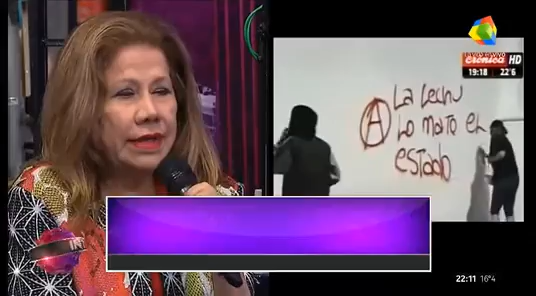 crónica HD
19:18 22°6
LA Lechu
Lo MATO EL
ESTADO
22:11 16°4